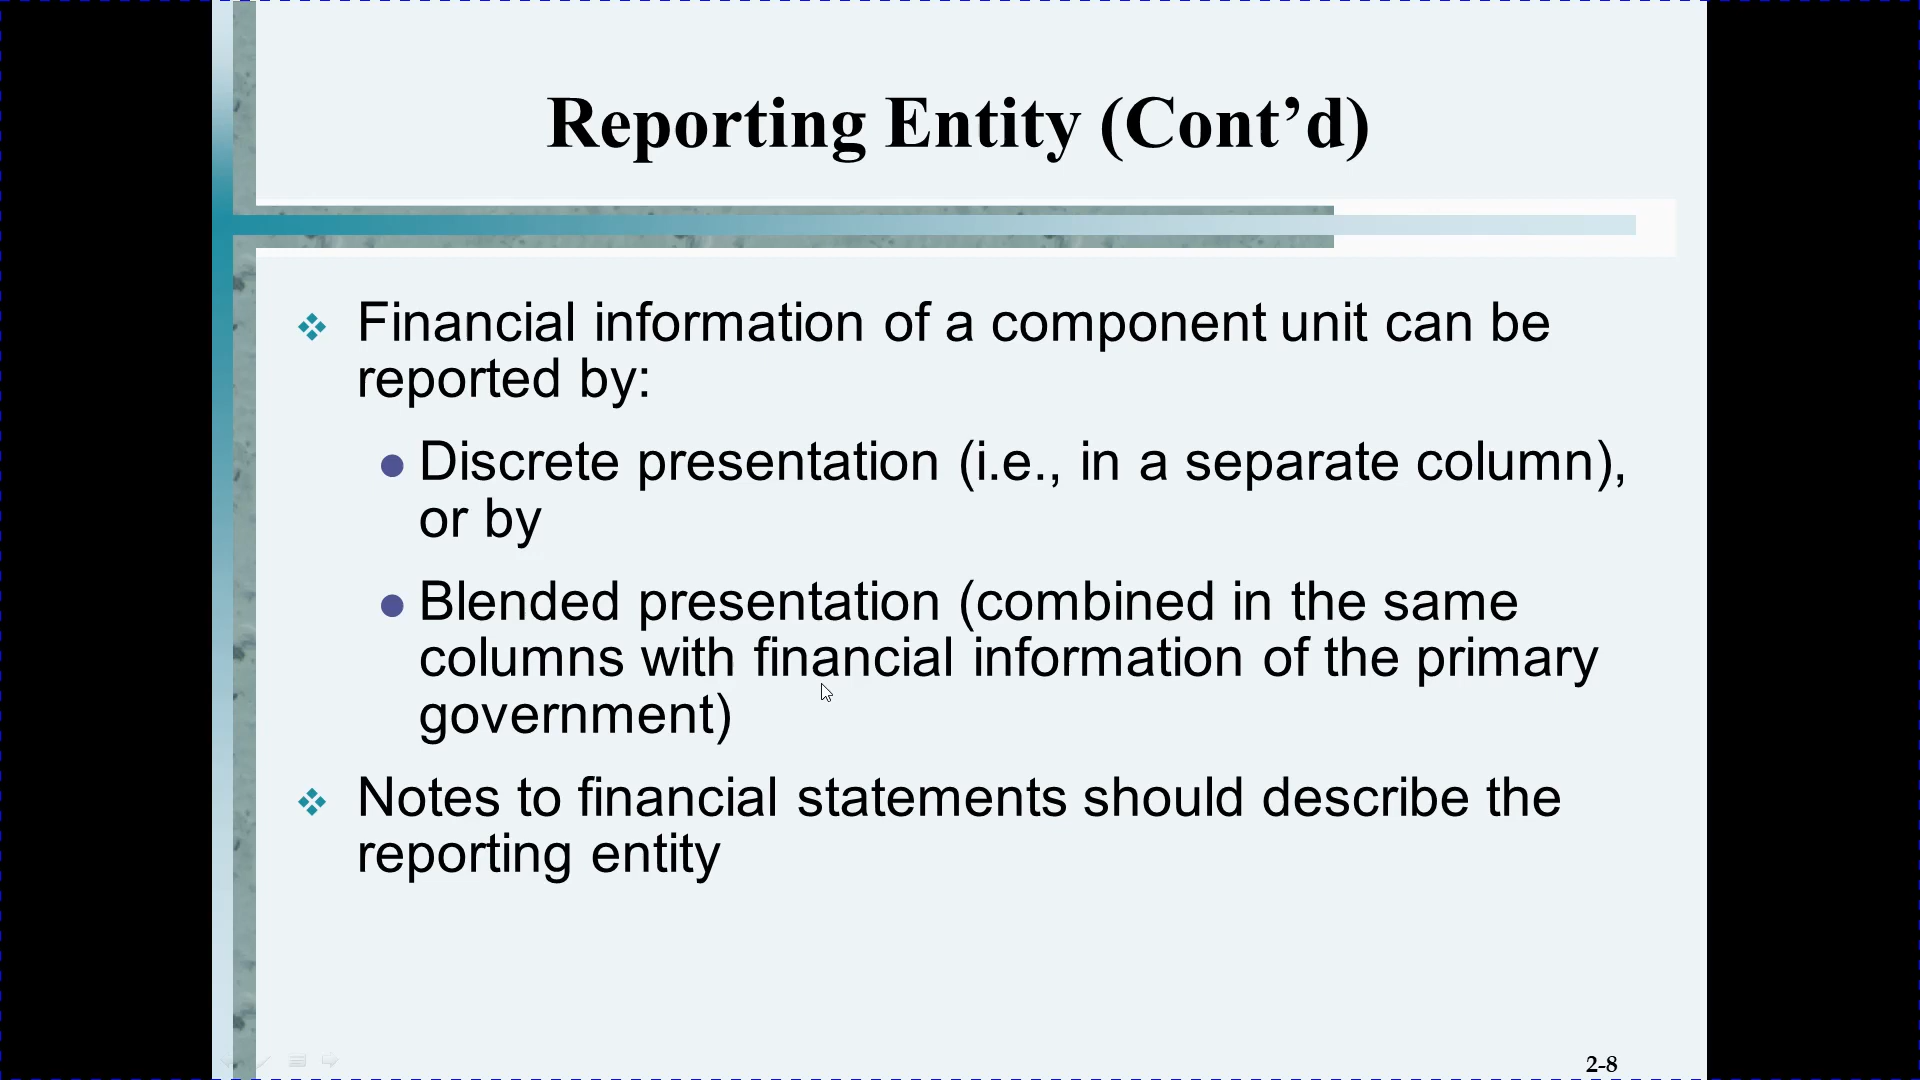 Reporting Entity (Cont’d)
Financial information of a component unit can be
reported by:
Discrete presentation (i.e., in a separate column),
or by
Blended presentation (combined in the same
columns with financial information of the primary
government)
Notes to financial statements should describe the
reporting entity
2-8